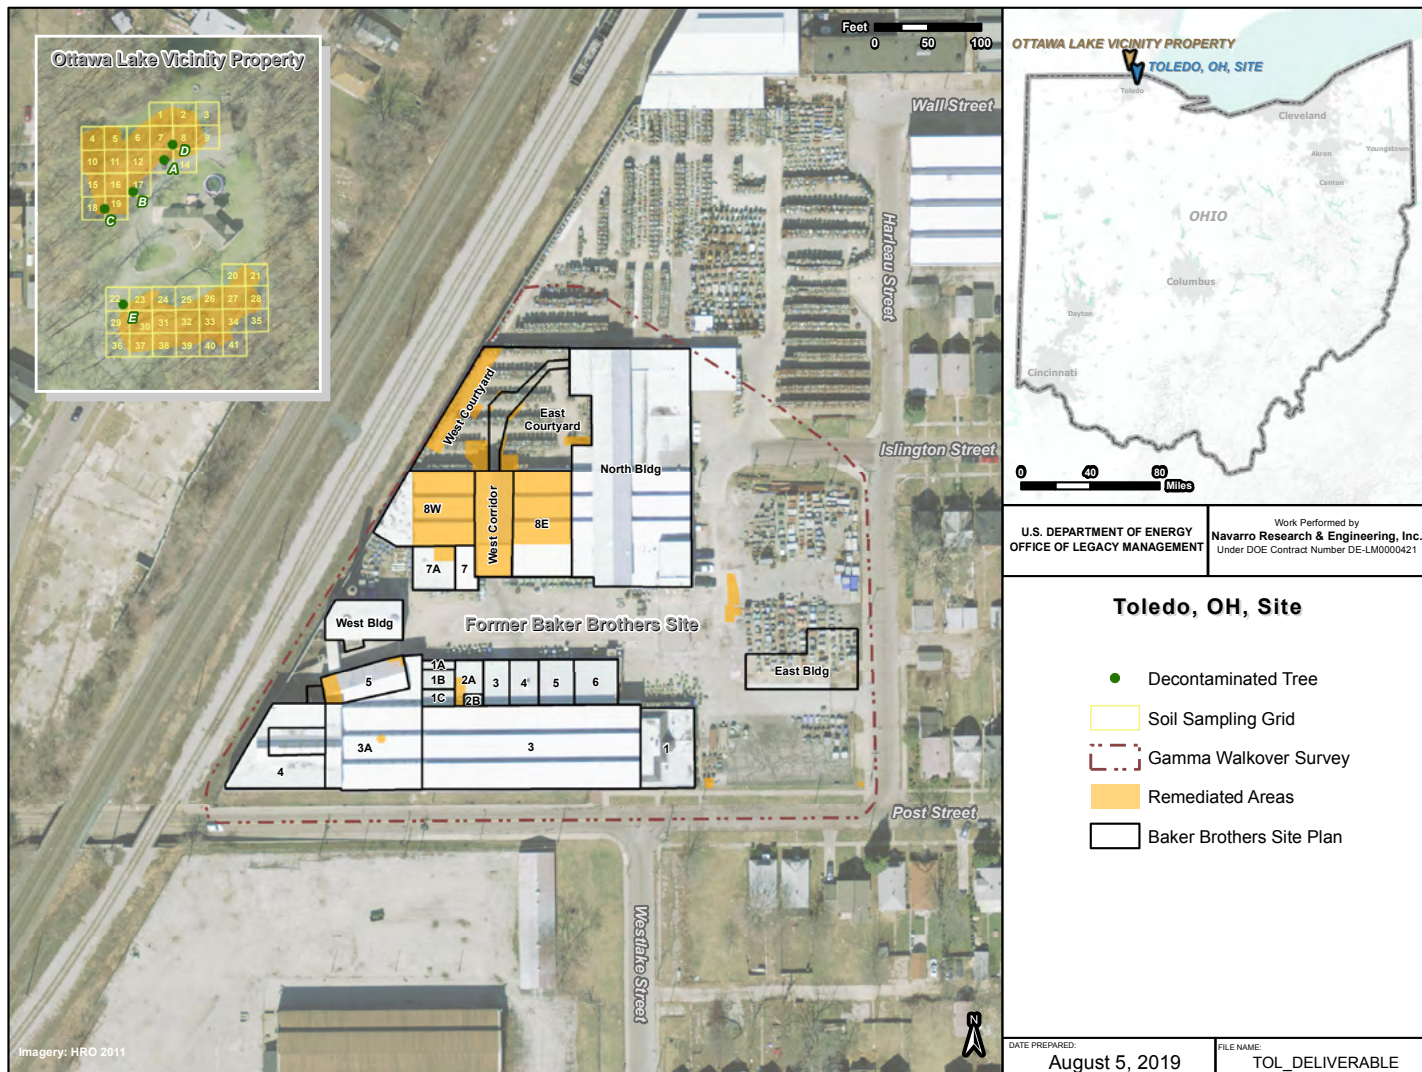 Ottawa Lake Vicinity Property
1
2
3
4
5
6
7
8
9
D
10
11
12
A
14
15
16
17
B
18
19
C
20
21
22
23
24
25
26
27
28
E
29
30
31
32
33
34
35
36
37
38
39
40
41
Feet
0 50 100
Wall Street
Harleau Street
Islington Street
West Courtyard
East
Courtyard
North Bldg
8W
West Corridor
8E
7A
7
West Bldg
Former Baker Brothers Site
East Bldg
5
1A
1B
1C
2A
2B
3
4
5
6
3A
3
1
4
Post Street
Westlake Street
Imagery: HRO 2011
N
OTTAWA LAKE VICINITY PROPERTY
TOLEDO, OH, SITE
Toledo
Cleveland
Akron
Youngstown
Canton
OHIO
Columbus
Dayton
Cincinnati
0 40 80
Miles
U.S. DEPARTMENT OF ENERGY
OFFICE OF LEGACY MANAGEMENT
Work Performed by
Navarro Research & Engineering, Inc.
Under DOE Contract Number DE-LM0000421
Toledo, OH, Site
Decontaminated Tree
Soil Sampling Grid
Gamma Walkover Survey
Remediated Areas
Baker Brothers Site Plan
DATE PREPARED:
August 5, 2019
FILE NAME:
TOL_DELIVERABLE